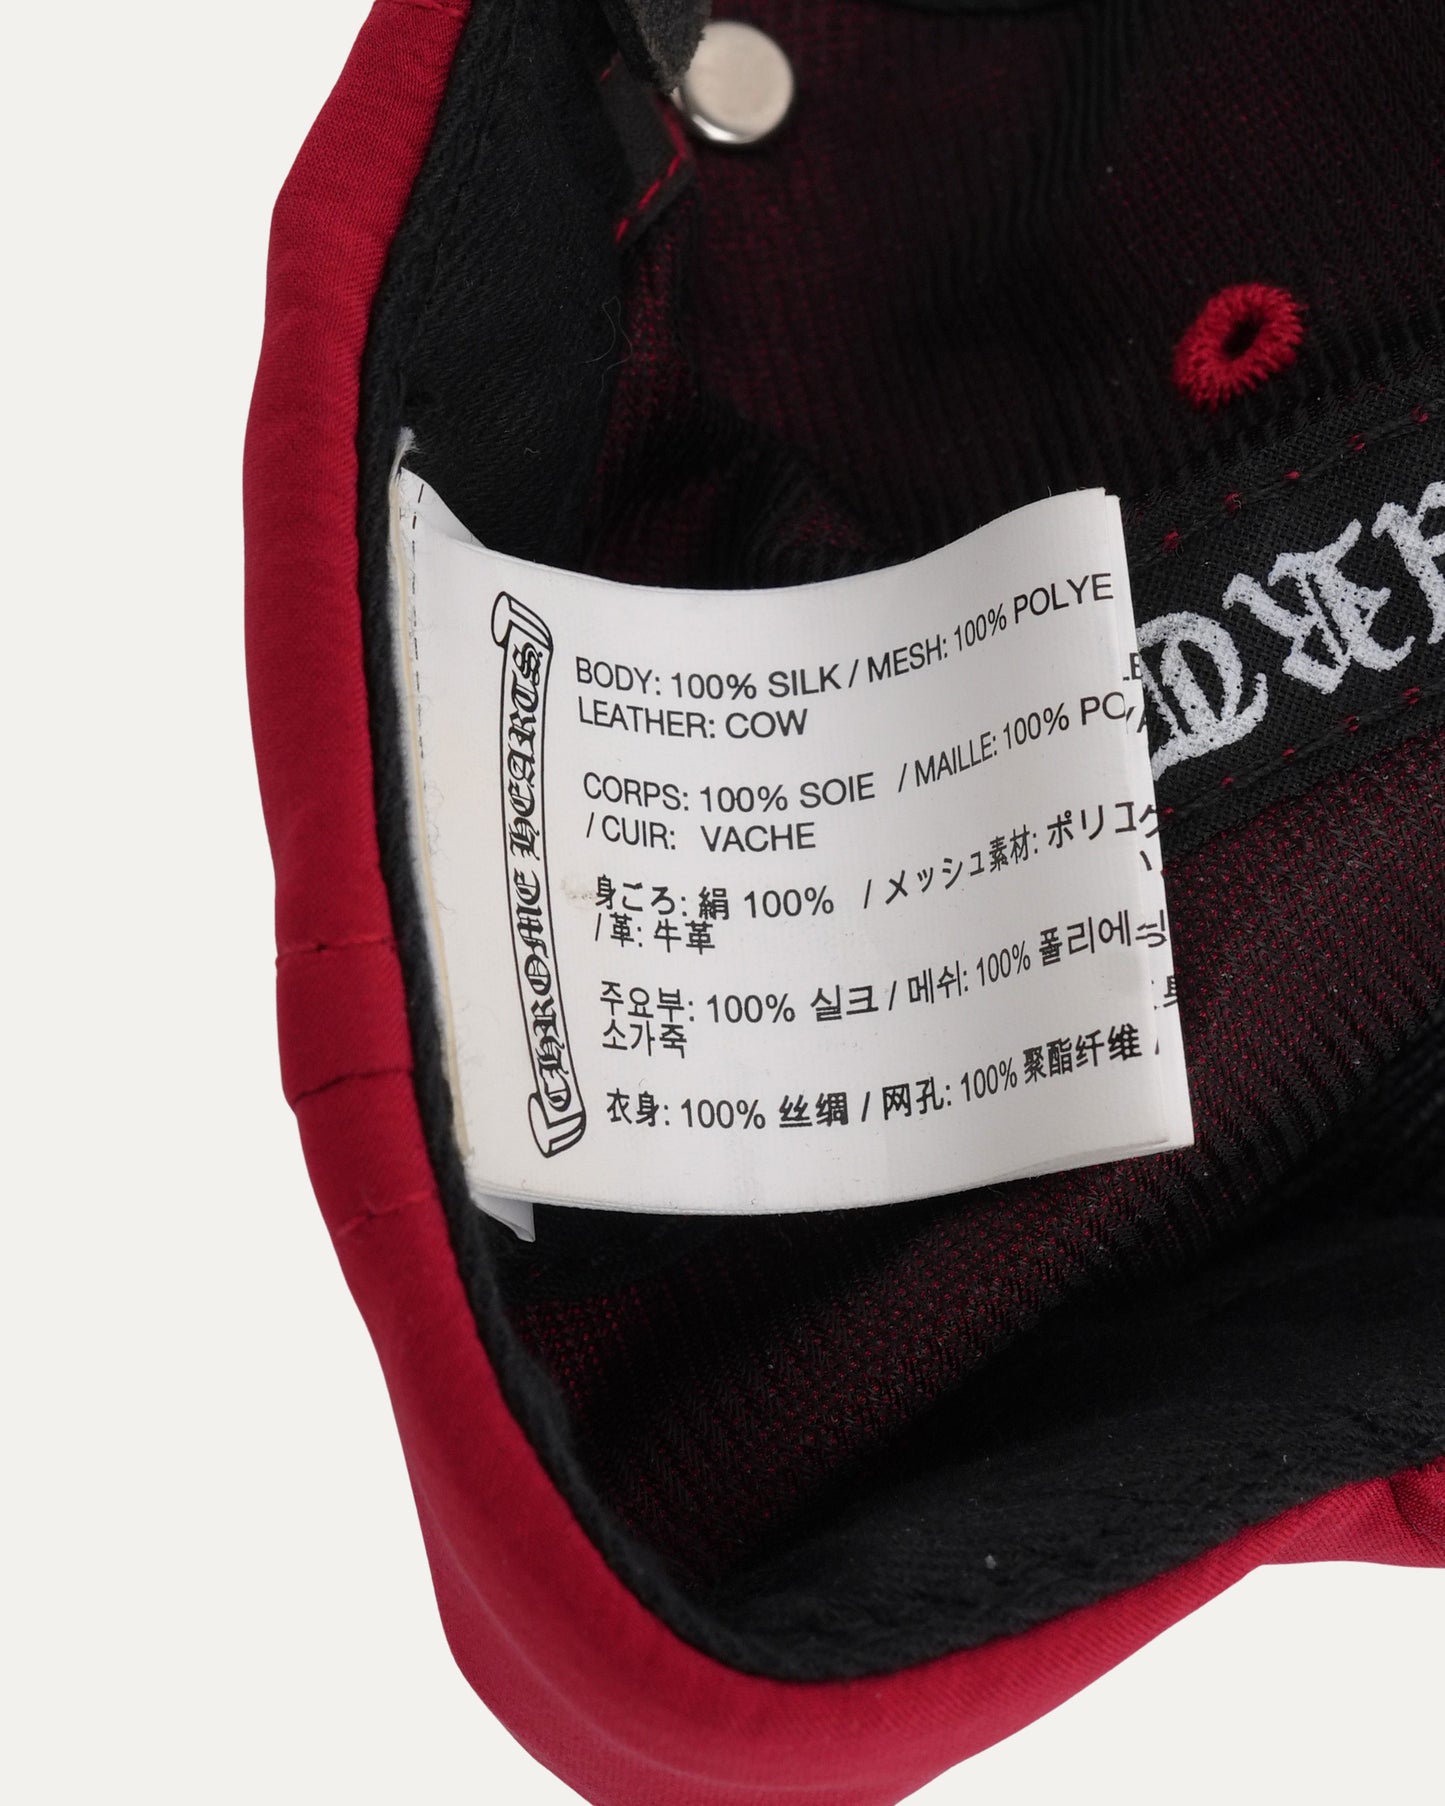 CHROME HEARTS
BODY: 100% SILK / MESH: 100% POLYE
LEATHER: COW
CORPS: 100% SOIE / MAILLE: 100% PO
/ CUIR: VACHE
身ごろ: 絹 100% / メッシュ素材: ポリエ
/ 革: 牛革
주요부: 100% 실크 / 메쉬: 100% 폴리에
소가죽
衣身: 100% 丝绸 / 网孔: 100% 聚酯纤维 /